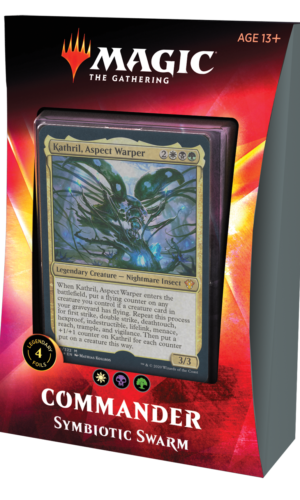 AGE 13+
MAGIC
THE GATHERING
Kathril, Aspect Warper 2
Legendary Creature — Nightmare Insect
When Kathril, Aspect Warper enters the
battlefield, put a flying counter on any
creature you control if a creature card in
your graveyard has flying. Repeat this process
for first strike, double strike, deathtouch,
hexproof, indestructible, lifelink, menace,
reach, trample, and vigilance. Then put a
+1/+1 counter on Kathril for each counter
put on a creature this way.
3/3
LEGENDARY
4
FOILS
COMMANDER
SYMBIOTIC SWARM